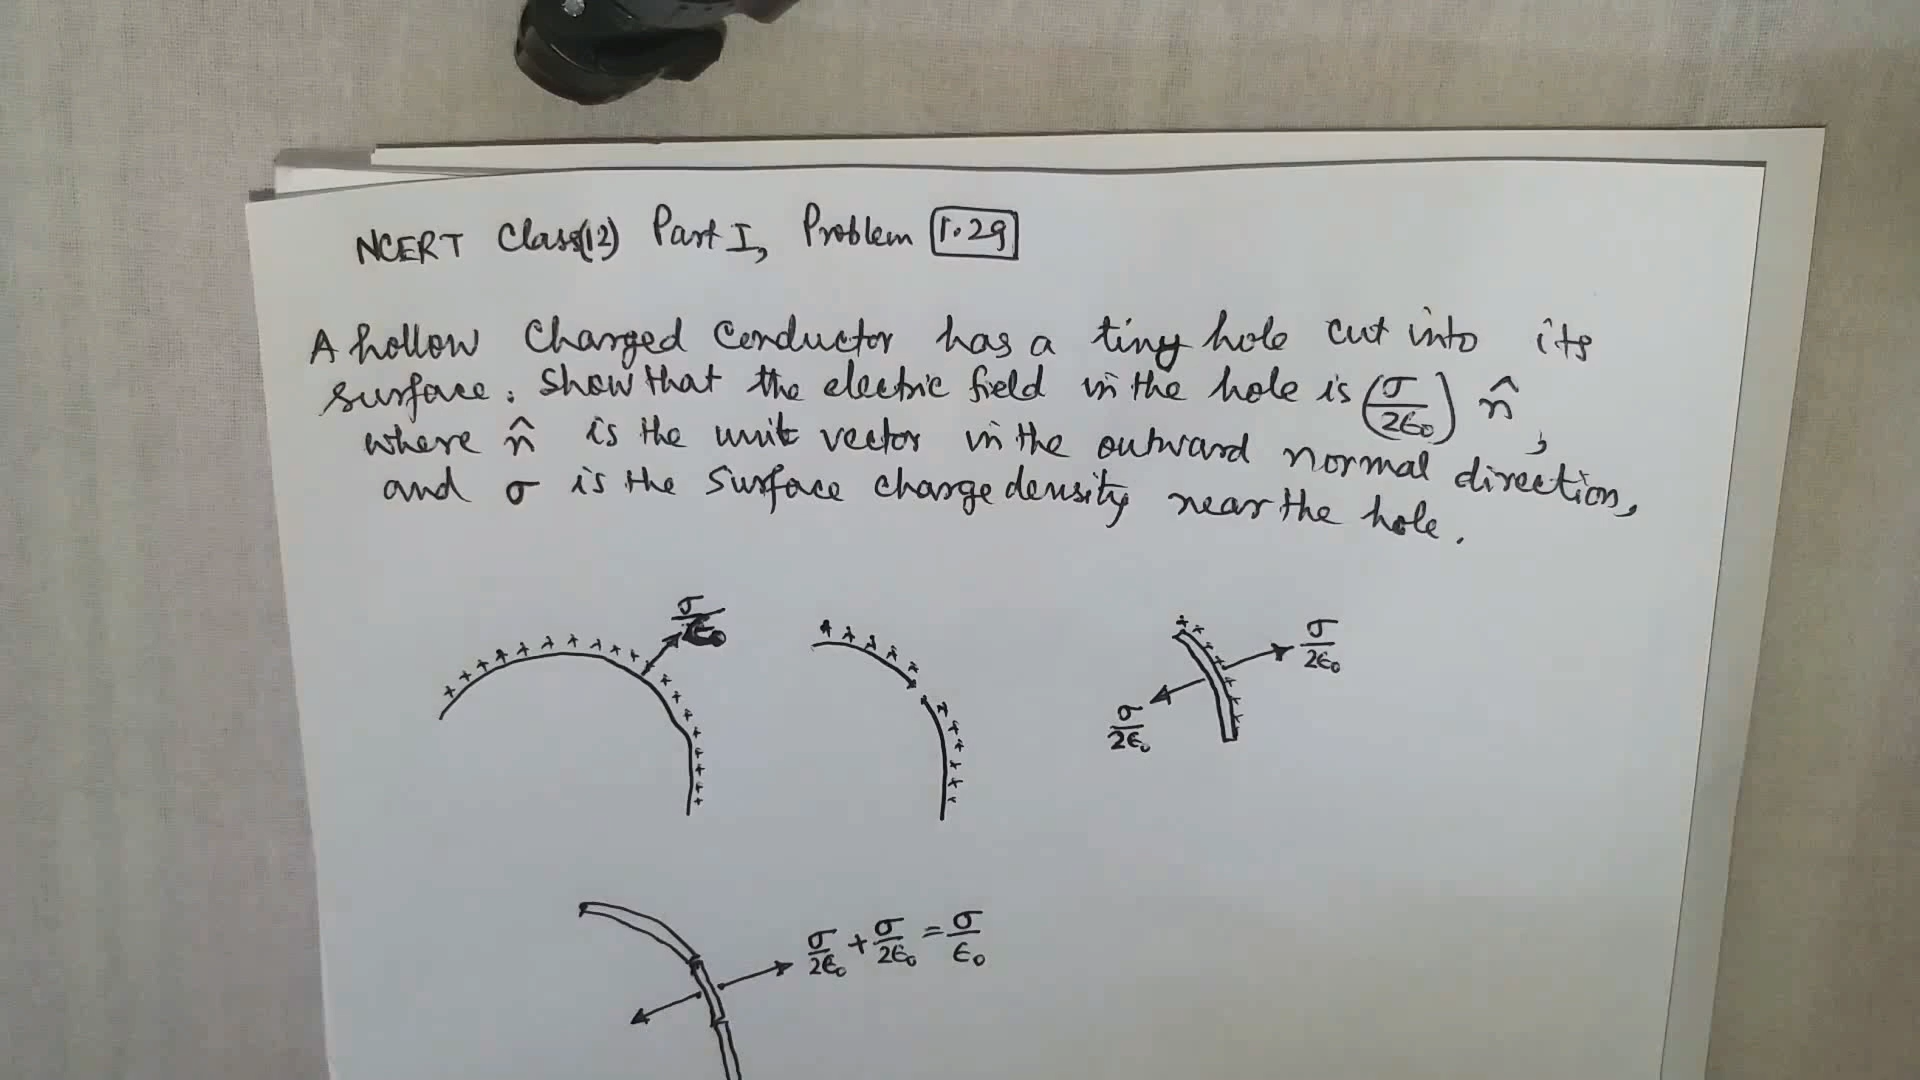 NCERT Class(12) Part I, Problem 1.29
A hollow Charged Conductor has a tiny hole cut into its
surface. Show that the electric field in the hole is (σ/2ϵ₀) n̂,
where n̂ is the unit vector in the outward normal direction,
and σ is the Surface charge density near the hole.
σ/ϵ₀
σ/2ϵ₀
σ/2ϵ₀
σ/2ϵ₀ + σ/2ϵ₀ = σ/ϵ₀